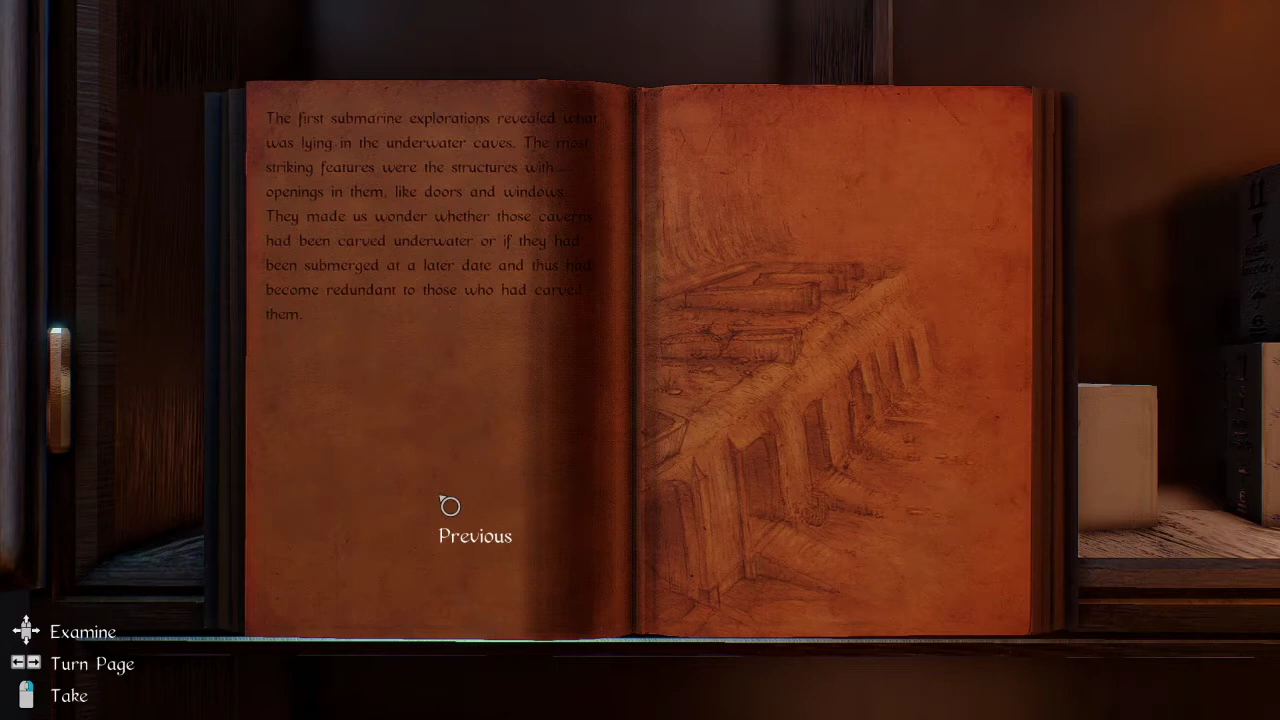 The first submarine explorations revealed what
was lying in the underwater caves. The most
striking features were the structures with
openings in them, like doors and windows.
They made us wonder whether those caverns
had been carved underwater or if they had
been submerged at a later date and thus had
become redundant to those who had carved
them.
Previous
Examine
Turn Page
Take